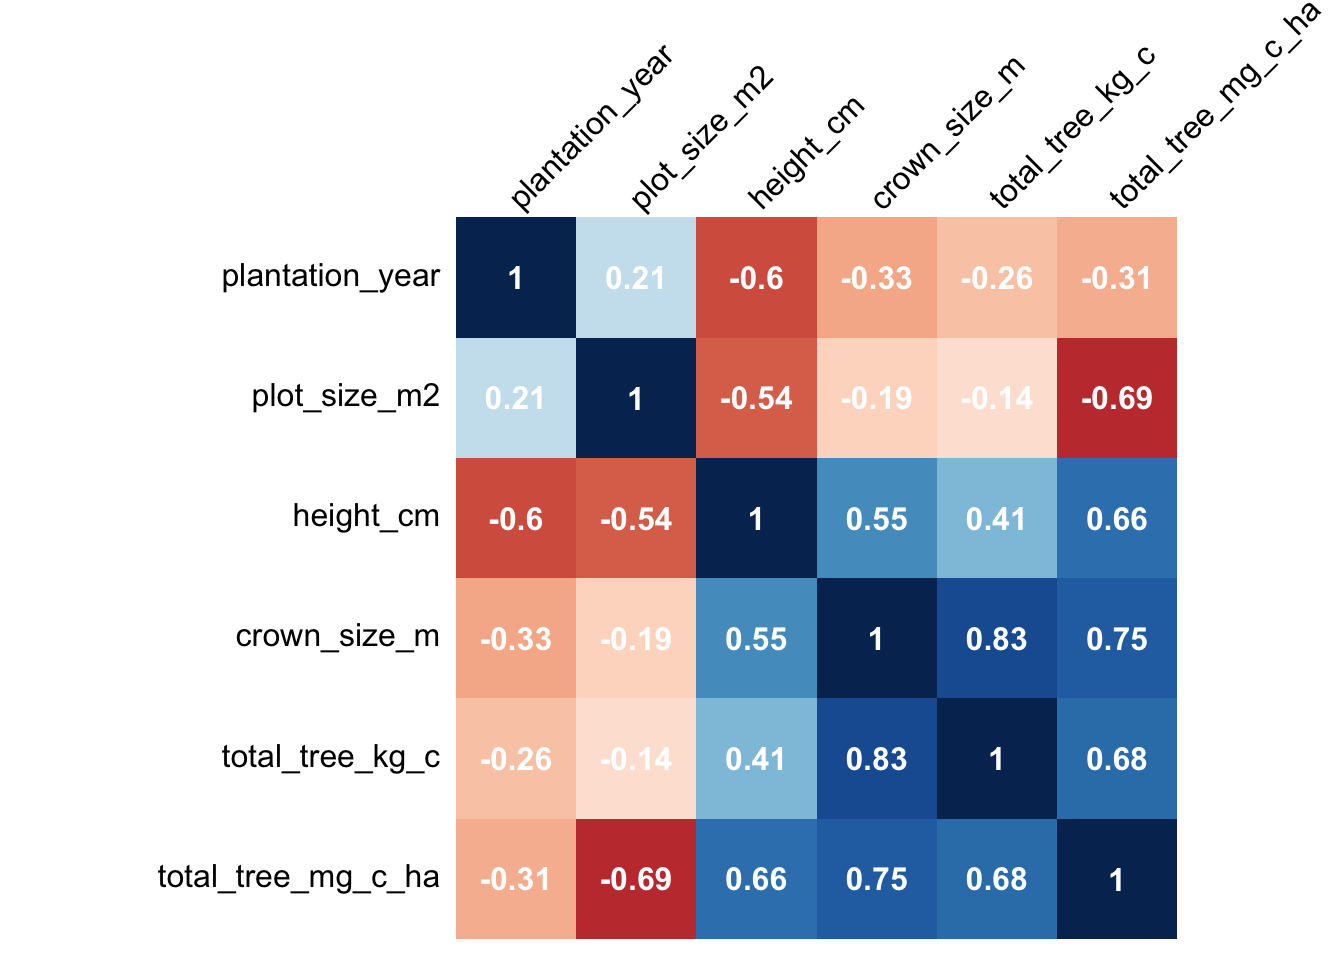 plantation_year
plot_size_m2
height_cm
crown_size_m
total_tree_kg_c
total_tree_mg_c_ha
plantation_year 1 0.21 -0.6 -0.33 -0.26 -0.31
plot_size_m2 0.21 1 -0.54 -0.19 -0.14 -0.69
height_cm -0.6 -0.54 1 0.55 0.41 0.66
crown_size_m -0.33 -0.19 0.55 1 0.83 0.75
total_tree_kg_c -0.26 -0.14 0.41 0.83 1 0.68
total_tree_mg_c_ha -0.31 -0.69 0.66 0.75 0.68 1